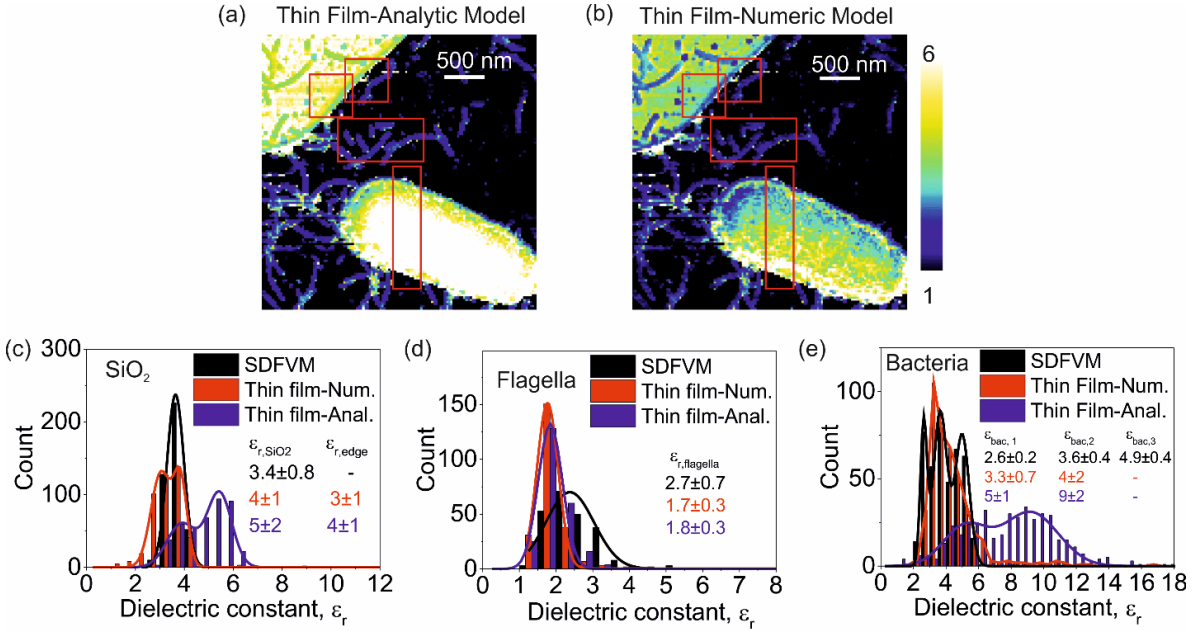 (a) Thin Film-Analytic Model
(b) Thin Film-Numeric Model
500 nm
500 nm
6
1
(c)
300
200
100
0
SiO2
SDFVM
Thin film-Num.
Thin film-Anal.
εr,SiO2 εr,edge
3.4±0.8 -
4±1 3±1
5±2 4±1
Count
0 2 4 6 8 10 12
Dielectric constant, εr
(d)
150
100
50
0
Flagella
SDFVM
Thin film-Num.
Thin film-Anal.
εr,flagella
2.7±0.7
1.7±0.3
1.8±0.3
Count
0 1 2 3 4 5 6 7 8
Dielectric constant, εr
(e)
100
50
0
Bacteria
SDFVM
Thin Film-Num.
Thin Film-Anal.
εbac, 1 εbac,2 εbac,3
2.6±0.2 3.6±0.4 4.9±0.4
3.3±0.7 4±2 -
5±1 9±2 -
Count
0 2 4 6 8 10 12 14 16 18
Dielectric constant, εr